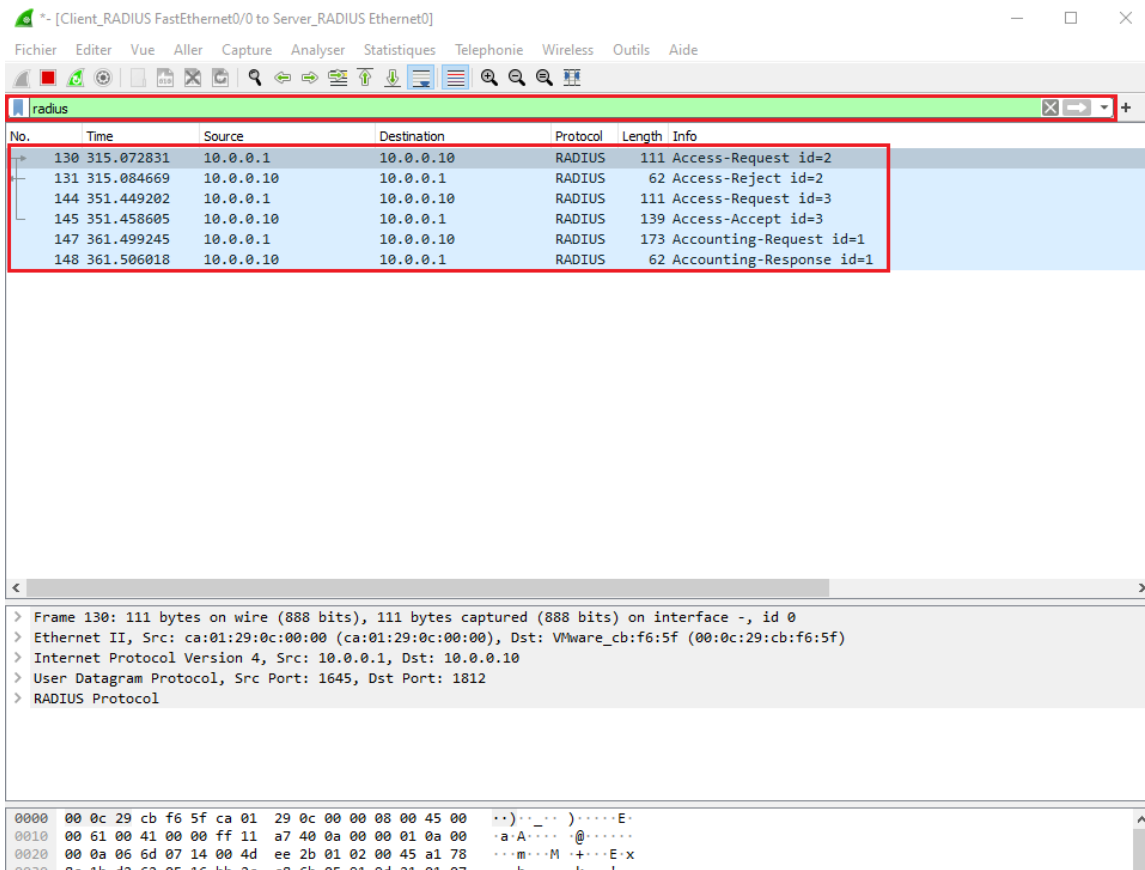 *- [Client_RADIUS FastEthernet0/0 to Server_RADIUS Ethernet0]
Fichier Editer Vue Aller Capture Analyser Statistiques Telephonie Wireless Outils Aide
radius
No. Time Source Destination Protocol Length Info
130 315.072831 10.0.0.1 10.0.0.10 RADIUS 111 Access-Request id=2
131 315.084669 10.0.0.10 10.0.0.1 RADIUS 62 Access-Reject id=2
144 351.449202 10.0.0.1 10.0.0.10 RADIUS 111 Access-Request id=3
145 351.458605 10.0.0.10 10.0.0.1 RADIUS 139 Access-Accept id=3
147 361.499245 10.0.0.1 10.0.0.10 RADIUS 173 Accounting-Request id=1
148 361.506018 10.0.0.10 10.0.0.1 RADIUS 62 Accounting-Response id=1
> Frame 130: 111 bytes on wire (888 bits), 111 bytes captured (888 bits) on interface -, id 0
> Ethernet II, Src: ca:01:29:0c:00:00 (ca:01:29:0c:00:00), Dst: VMware_cb:f6:5f (00:0c:29:cb:f6:5f)
> Internet Protocol Version 4, Src: 10.0.0.1, Dst: 10.0.0.10
> User Datagram Protocol, Src Port: 1645, Dst Port: 1812
> RADIUS Protocol
0000 00 0c 29 cb f6 5f ca 01 29 0c 00 00 08 00 45 00 ··)··_·· )·····E·
0010 00 61 00 41 00 00 ff 11 a7 40 0a 00 00 01 0a 00 ·a·A···· ·@······
0020 00 0a 06 6d 07 14 00 4d ee 2b 01 02 00 45 a1 78 ···m···M ·+···E·x